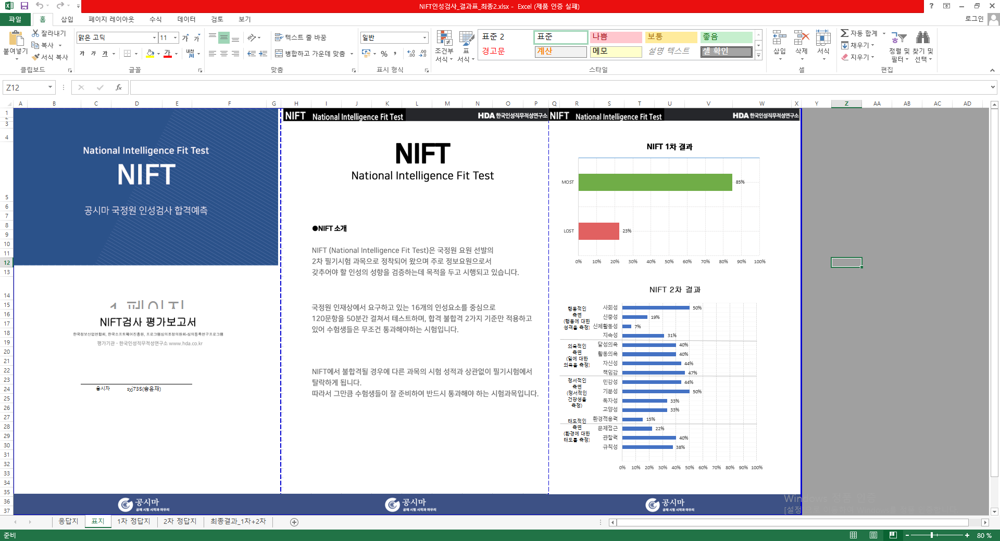 NIFT인성검사_결과표_최종2.xlsx - Excel (제품 인증 실패)
파일 홈 삽입 페이지 레이아웃 수식 데이터 검토 보기
로그인
붙여넣기
잘라내기
복사
서식 복사
클립보드
맑은 고딕 11
가 가 가 가 가
내천
글꼴
텍스트 줄 바꿈
병합하고 가운데 맞춤
맞춤
일반
%
표시 형식
조건부 서식
표 서식
표준 2 표준 나쁨 보통 좋음
경고문 계산 메모 설명 텍스트 셀 확인
스타일
삽입 삭제 서식
셀
자동 합계
채우기
지우기
정렬 및 필터
찾기 및 선택
편집
Z12 fx
A B C D E F G H I J K L M N O P Q R S T U V W X Y Z AA AB AC AD
1
2
3
4
5
6
7
8
9
10
11
12
13
14
15
16
17
18
19
20
21
22
23
24
25
26
27
28
29
30
31
32
33
34
35
36
37
National Intelligence Fit Test
NIFT
공시마 국정원 인성검사 합격예측
1 페이지
NIFT검사 평가보고서
한국정보산업연합회, 한국소프트웨어진흥원, 프로그램심의조정의원회-심의등록연구프로그램
평가기관 - 한국인성직무적성연구소 www.hda.co.kr
응시자 syj735(송윤재)
공시마
공채 시험 시작과 마무리
NIFT National Intelligence Fit Test HDA 한국인성직무적성연구소
NIFT
National Intelligence Fit Test
●NIFT 소개
NIFT (National Intelligence Fit Test)은 국정원 요원 선발의
2차 필기시험 과목으로 정착되어 왔으며 주로 정보요원으로서
갖추어야 할 인성의 성향을 검증하는데 목적을 두고 시행되고 있습니다.
국정원 인재상에서 요구하고 있는 16개의 인성요소를 중심으로
120문항을 50분간 걸쳐서 테스트하며, 합격 불합격 2가지 기준만 적용하고
있어 수험생들은 무조건 통과해야하는 시험입니다.
NIFT에서 불합격될 경우에 다른 과목의 시험 성적과 상관없이 필기시험에서
탈락하게 됩니다.
따라서 그만큼 수험생들이 잘 준비하여 반드시 통과해야 하는 시험과목입니다.
공시마
공채 시험 시작과 마무리
NIFT National Intelligence Fit Test HDA 한국인성직무적성연구소
NIFT 1차 결과
MOST 85%
LOST 23%
0% 10% 20% 30% 40% 50% 60% 70% 80% 90% 100%
NIFT 2차 결과
행동적인
측면
(행동에 대한
성격을 측정)
사회성 50%
신중성 19%
신체활동성 7%
지속성 31%
의욕적인
측면
(일에 대한
의욕을 측정)
달성의욕 40%
활동의욕 40%
자신성 44%
책임감 47%
정서적인
측면
(정서적인
건강성을
측정)
민감성 44%
기분성 50%
독자성 33%
고양성 33%
환경적응력 15%
태도적인
측면
(환경에 대한
태도를 측정)
문제접근 22%
관찰력 40%
규칙성 38%
0% 10% 20% 30% 40% 50% 60% 70% 80% 90% 100%
공시마
공채 시험 시작과 마무리
Windows 정품 인증
응답지 표지 1차 정답지 2차 정답지 최종결과_1차+2차
준비 80 %